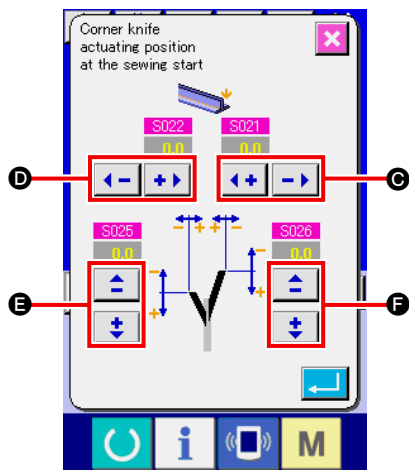 Corner knife
actuating position
at the sewing start
S022 S021
0.0 0.0
D - + + - C
S025 S026
0.0 0.0
- + - +
- -
E - + - F
± + + ±
i M